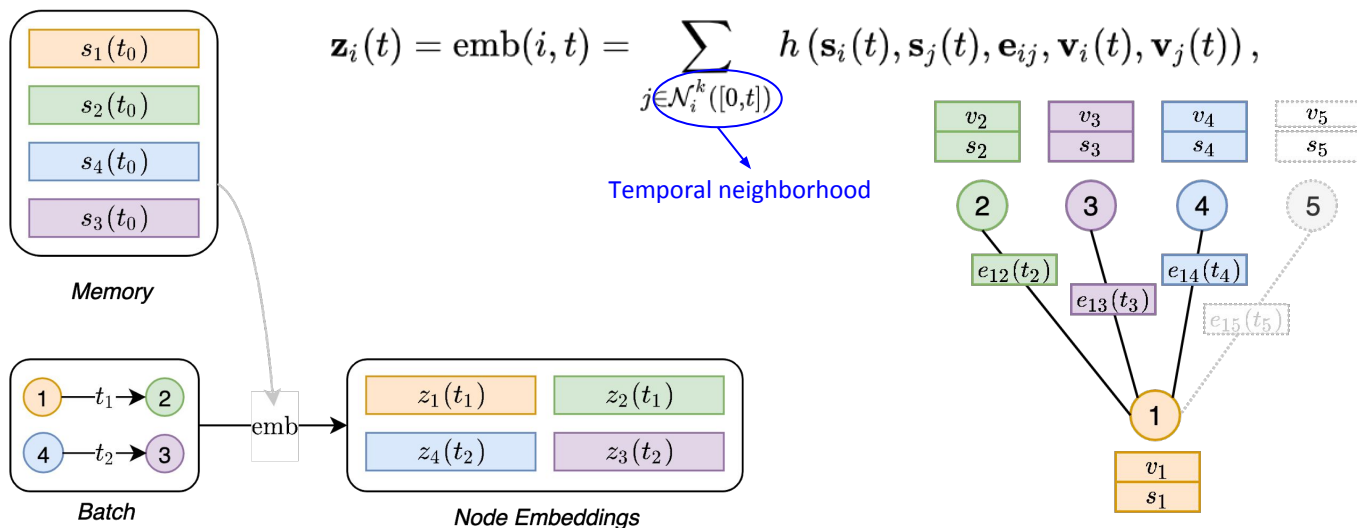 s₁(t₀)
s₂(t₀)
s₄(t₀)
s₃(t₀)
Memory
𝐳ᵢ(t) = emb(i, t) = ∑_{j∈𝒩ᵢᵏ([0,t])} h (𝐬ᵢ(t), 𝐬ⱼ(t), 𝐞ᵢⱼ, 𝐯ᵢ(t), 𝐯ⱼ(t)) ,
Temporal neighborhood
v₂ v₃ v₄ v₅
s₂ s₃ s₄ s₅
2 3 4 5
e₁₂(t₂) e₁₃(t₃) e₁₄(t₄) e₁₅(t₅)
1
v₁
s₁
1 t₁ 2
4 t₂ 3
Batch
emb
z₁(t₁) z₂(t₁)
z₄(t₂) z₃(t₂)
Node Embeddings